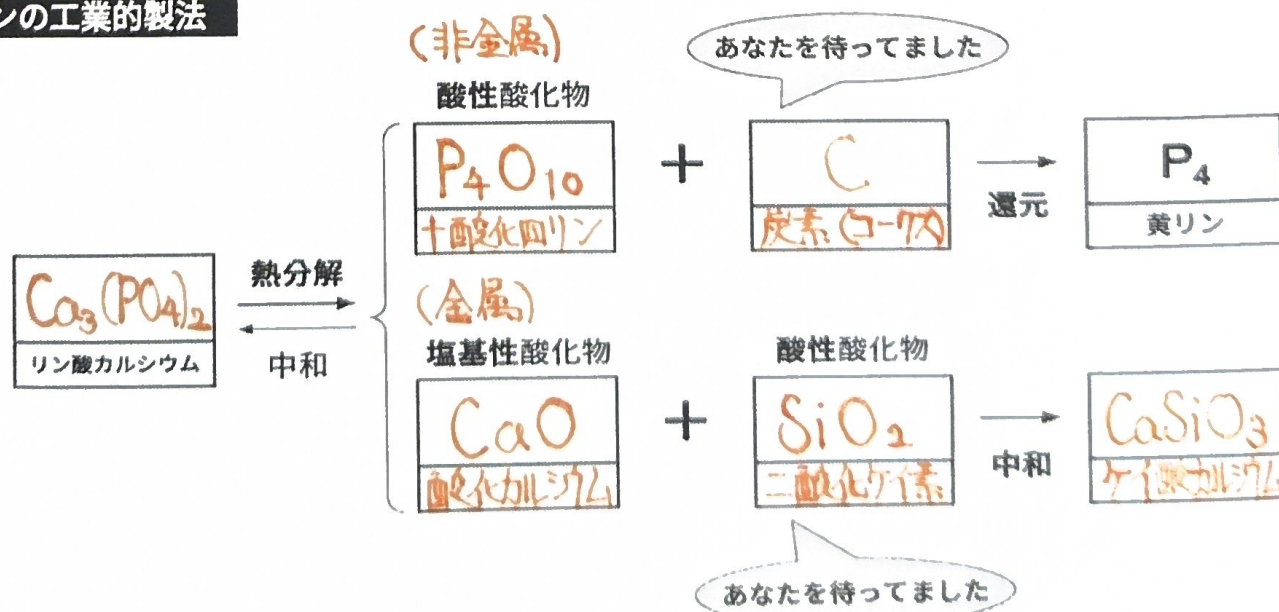 ンの工業的製法
(非金属)
酸性酸化物
あなたを待ってました
P₄O₁₀
+
C
還元
P₄
十酸化四リン
炭素(コークス)
黄リン
Ca₃(PO₄)₂
リン酸カルシウム
熱分解
中和
(金属)
塩基性酸化物
酸性酸化物
CaO
+
SiO₂
中和
CaSiO₃
酸化カルシウム
二酸化ケイ素
ケイ酸カルシウム
あなたを待ってました